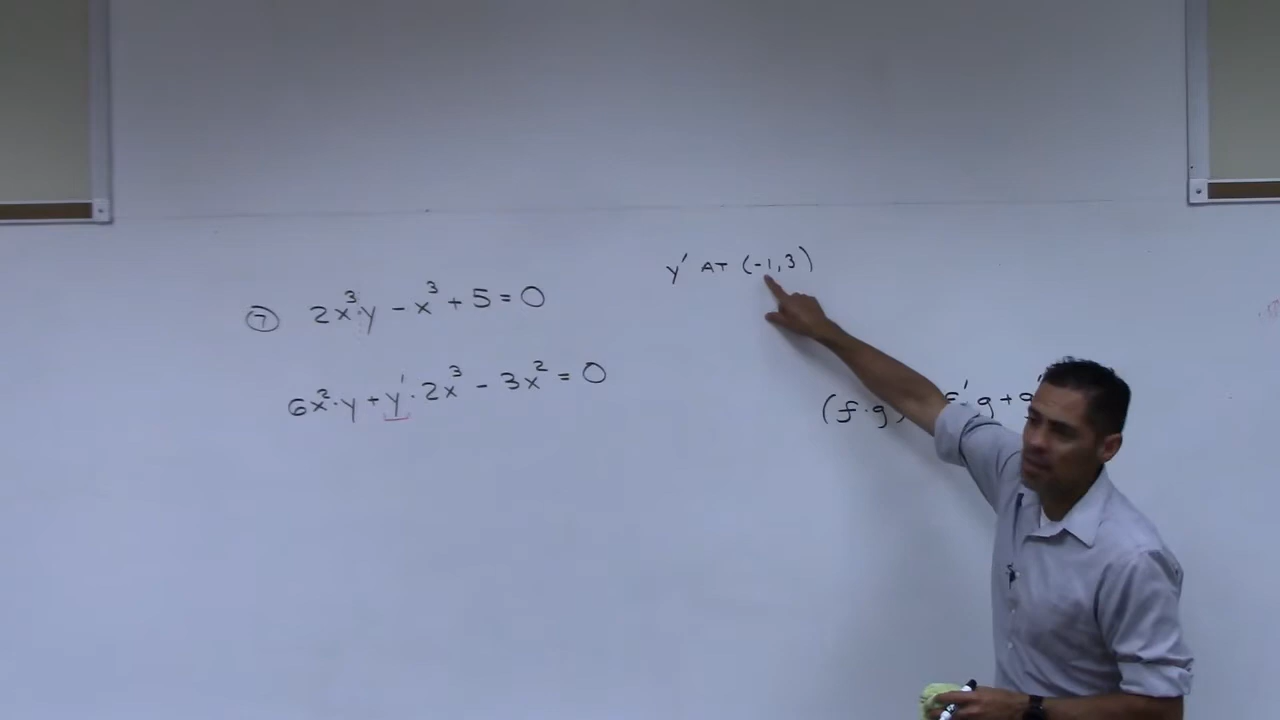 y' AT (-1,3)
⑦ 2x³·y - x³ + 5 = 0
6x²·y + y'·2x³ - 3x² = 0
(f·g) f'g + g'